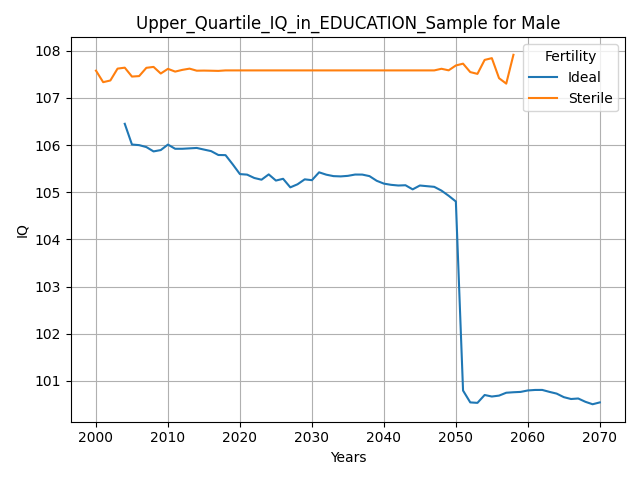 Upper_Quartile_IQ_in_EDUCATION_Sample for Male
Fertility
Ideal
Sterile
IQ
108
107
106
105
104
103
102
101
2000 2010 2020 2030 2040 2050 2060 2070
Years